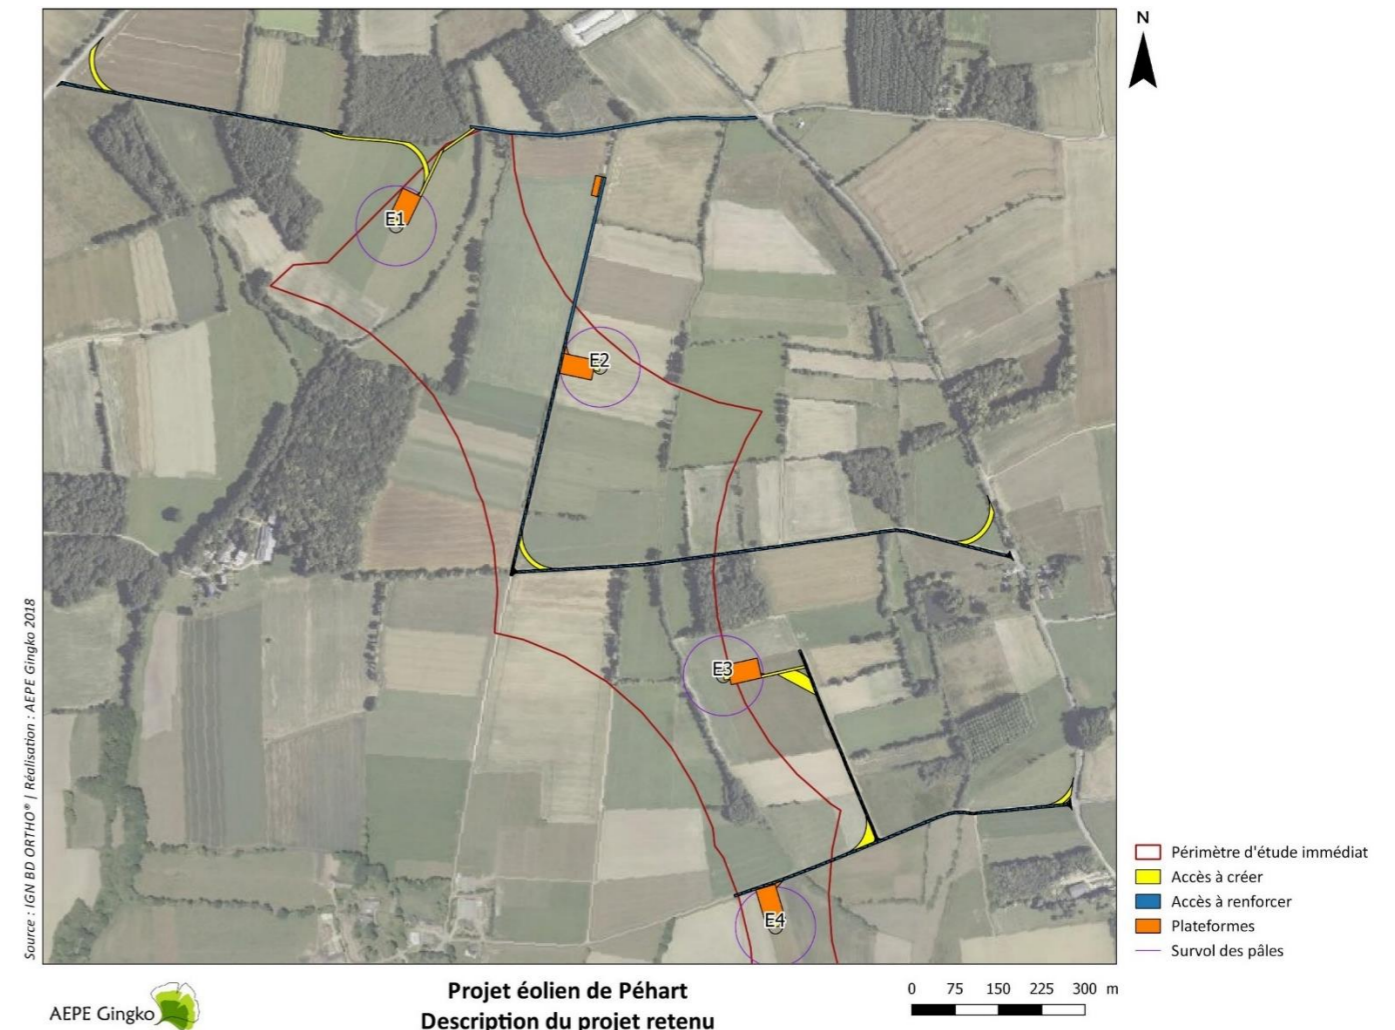 N
E1
E2
E3
E4
Source : IGN BD ORTHO® | Réalisation : AEPE Gingko 2018
Périmètre d'étude immédiat
Accès à créer
Accès à renforcer
Plateformes
Survol des pâles
AEPE Gingko
Projet éolien de Péhart
Description du projet retenu
0 75 150 225 300 m